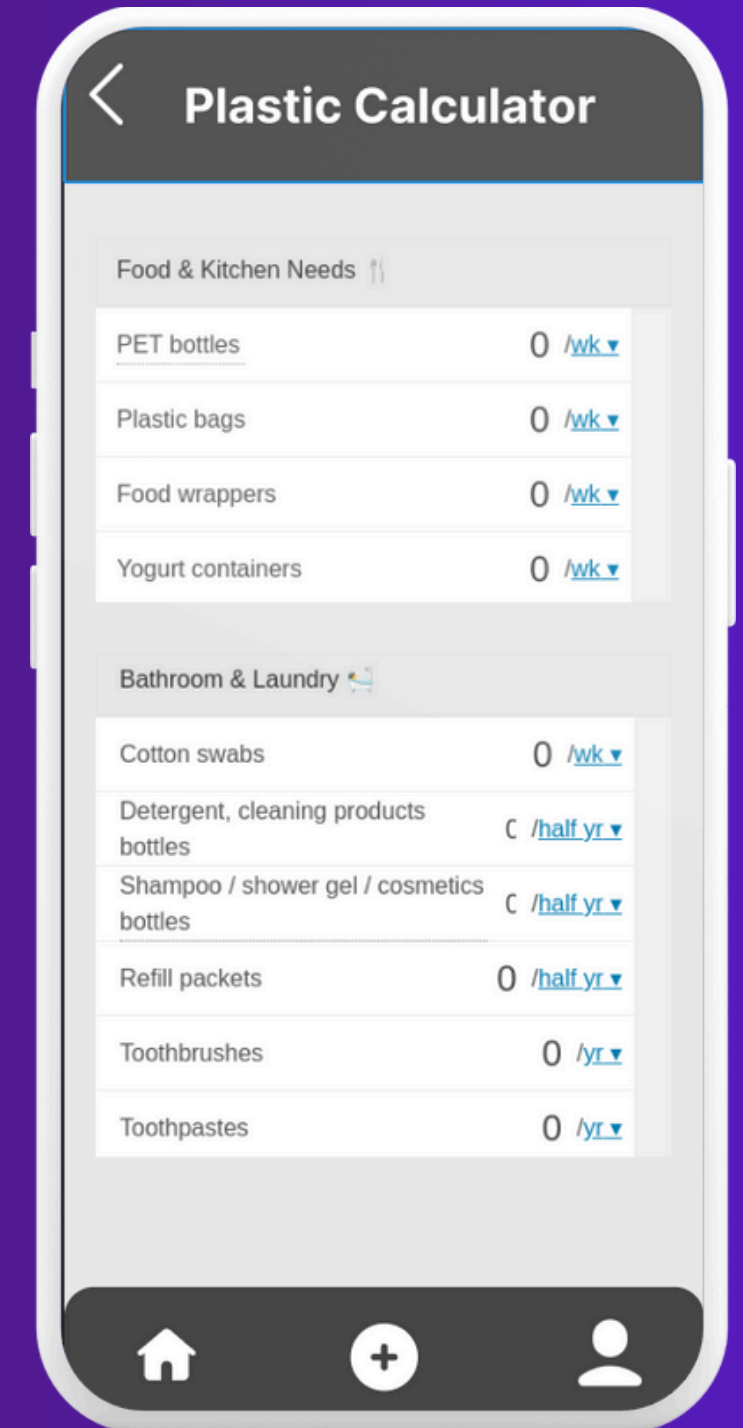 Plastic Calculator
Food & Kitchen Needs 🍴
PET bottles 0 /wk ▾
Plastic bags 0 /wk ▾
Food wrappers 0 /wk ▾
Yogurt containers 0 /wk ▾
Bathroom & Laundry 🛁
Cotton swabs 0 /wk ▾
Detergent, cleaning products
bottles 0 /half yr ▾
Shampoo / shower gel / cosmetics
bottles 0 /half yr ▾
Refill packets 0 /half yr ▾
Toothbrushes 0 /yr ▾
Toothpastes 0 /yr ▾